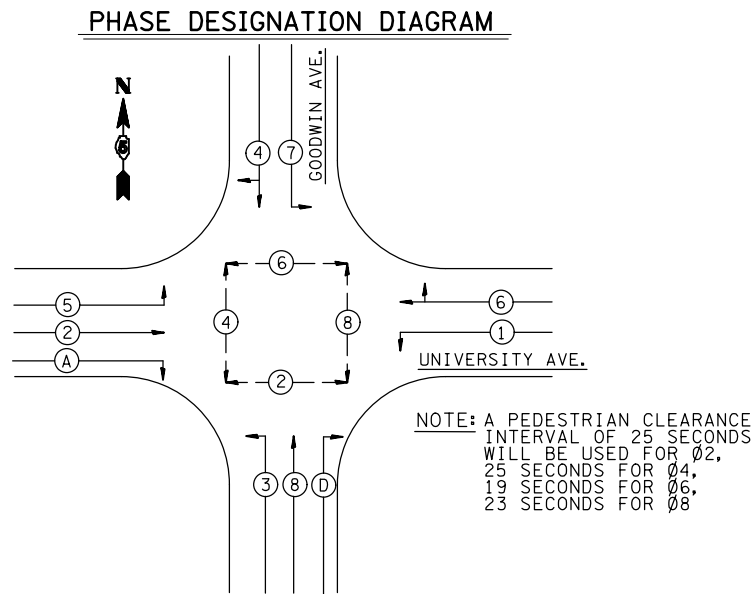 PHASE DESIGNATION DIAGRAM
N
5
GOODWIN AVE.
4 7
6
5
6
2
1
4
8
A
UNIVERSITY AVE.
2
NOTE: A PEDESTRIAN CLEARANCE
INTERVAL OF 25 SECONDS
WILL BE USED FOR Ø2,
25 SECONDS FOR Ø4,
19 SECONDS FOR Ø6,
23 SECONDS FOR Ø8
3 8 D